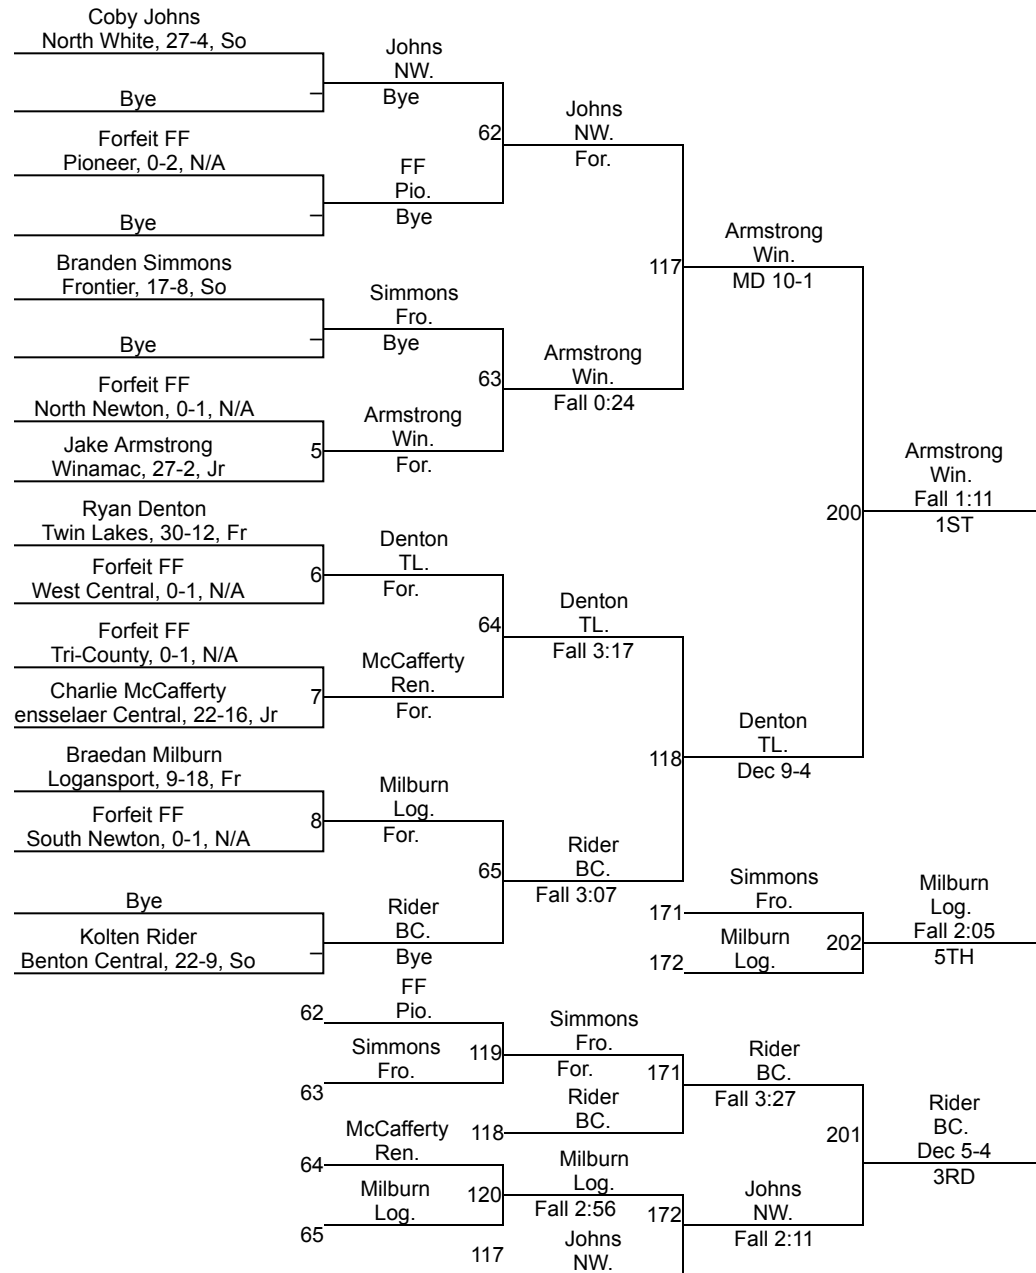 Coby Johns
North White, 27-4, So
Bye
Forfeit FF
Pioneer, 0-2, N/A
Bye
Branden Simmons
Frontier, 17-8, So
Bye
Forfeit FF
North Newton, 0-1, N/A
Jake Armstrong
Winamac, 27-2, Jr
5
Ryan Denton
Twin Lakes, 30-12, Fr
Forfeit FF
West Central, 0-1, N/A
6
Forfeit FF
Tri-County, 0-1, N/A
Charlie McCafferty
ensselaer Central, 22-16, Jr
7
Braedan Milburn
Logansport, 9-18, Fr
Forfeit FF
South Newton, 0-1, N/A
8
Bye
Kolten Rider
Benton Central, 22-9, So
Johns
NW.
Bye
62
FF
Pio.
Bye
Simmons
Fro.
Bye
63
Armstrong
Win.
For.
Denton
TL.
For.
64
McCafferty
Ren.
For.
Milburn
Log.
For.
65
Rider
BC.
Bye
Johns
NW.
For.
117
Armstrong
Win.
Fall 0:24
Denton
TL.
Fall 3:17
118
Rider
BC.
Fall 3:07
Armstrong
Win.
MD 10-1
200
Denton
TL.
Dec 9-4
Armstrong
Win.
Fall 1:11
1ST
171
Simmons
Fro.
172
Milburn
Log.
202
Milburn
Log.
Fall 2:05
5TH
62
FF
Pio.
63
Simmons
Fro.
119
64
McCafferty
Ren.
65
Milburn
Log.
120
Simmons
Fro.
For.
118
Rider
BC.
171
Milburn
Log.
Fall 2:56
117
Johns
NW.
172
Rider
BC.
Fall 3:27
201
Johns
NW.
Fall 2:11
Rider
BC.
Dec 5-4
3RD